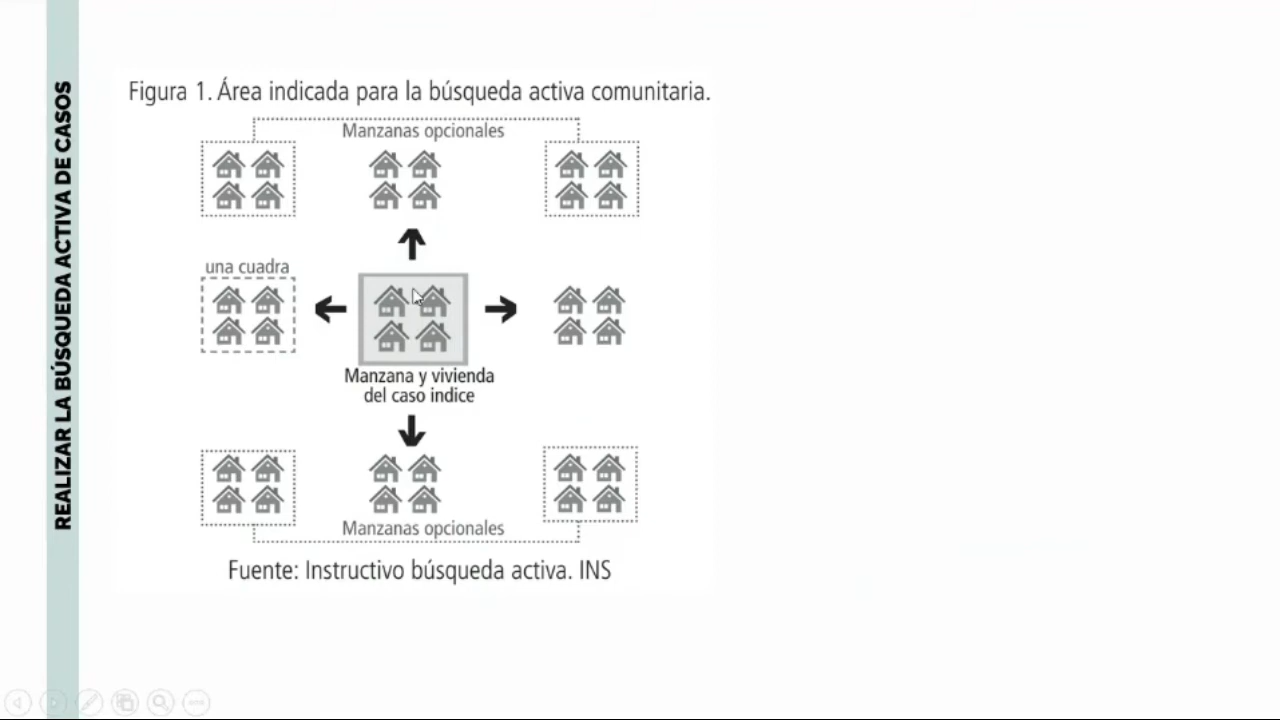 REALIZAR LA BÚSQUEDA ACTIVA DE CASOS
Figura 1. Área indicada para la búsqueda activa comunitaria.
Manzanas opcionales
una cuadra
Manzana y vivienda
del caso indice
Manzanas opcionales
Fuente: Instructivo búsqueda activa. INS